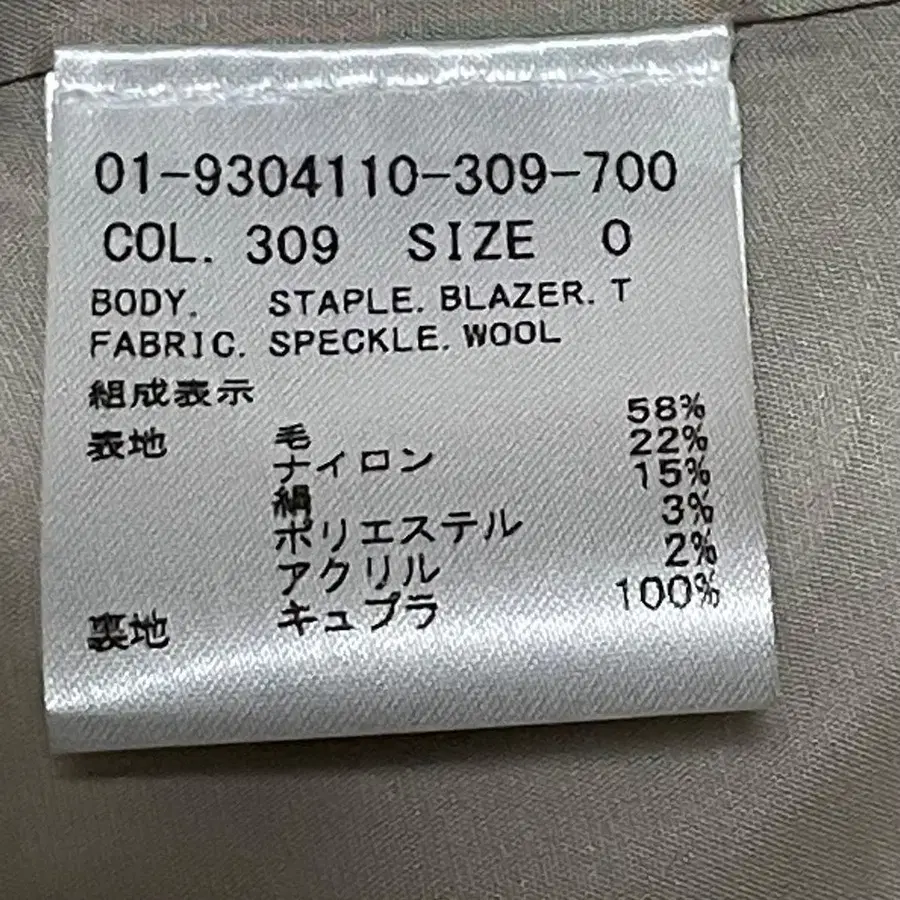 01-9304110-309-700
COL. 309 SIZE 0
BODY. STAPLE. BLAZER. T
FABRIC. SPECKLE. WOOL
組成表示
表地 毛 58%
ナイロン 22%
絹 15%
ポリエステル 3%
アクリル 2%
裏地 キュプラ 100%